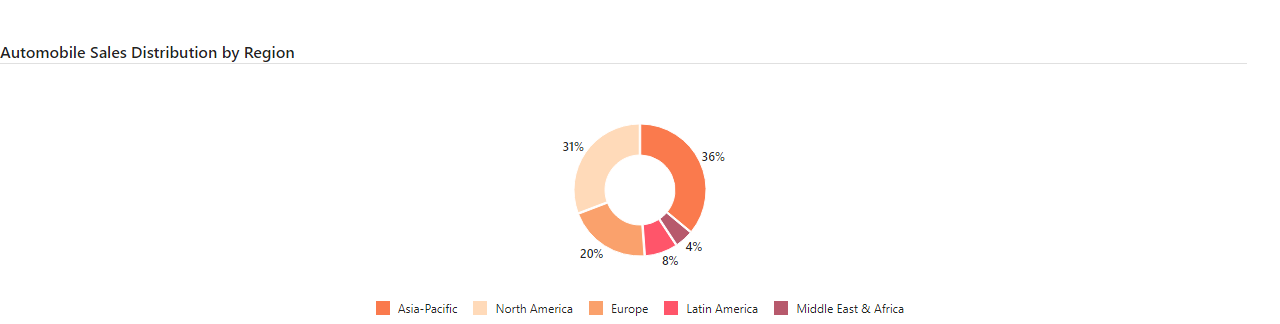 Automobile Sales Distribution by Region
31%
36%
20%
4%
8%
Asia-Pacific North America Europe Latin America Middle East & Africa